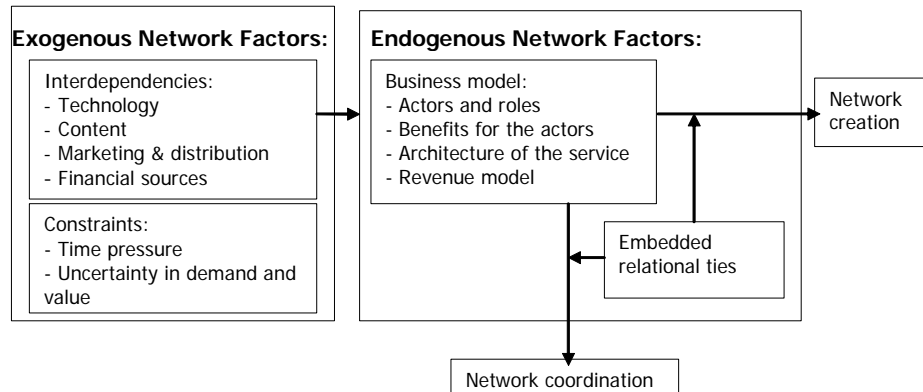 Exogenous Network Factors:
Interdependencies:
- Technology
- Content
- Marketing & distribution
- Financial sources
Constraints:
- Time pressure
- Uncertainty in demand and
value
Endogenous Network Factors:
Business model:
- Actors and roles
- Benefits for the actors
- Architecture of the service
- Revenue model
Embedded
relational ties
Network
creation
Network coordination